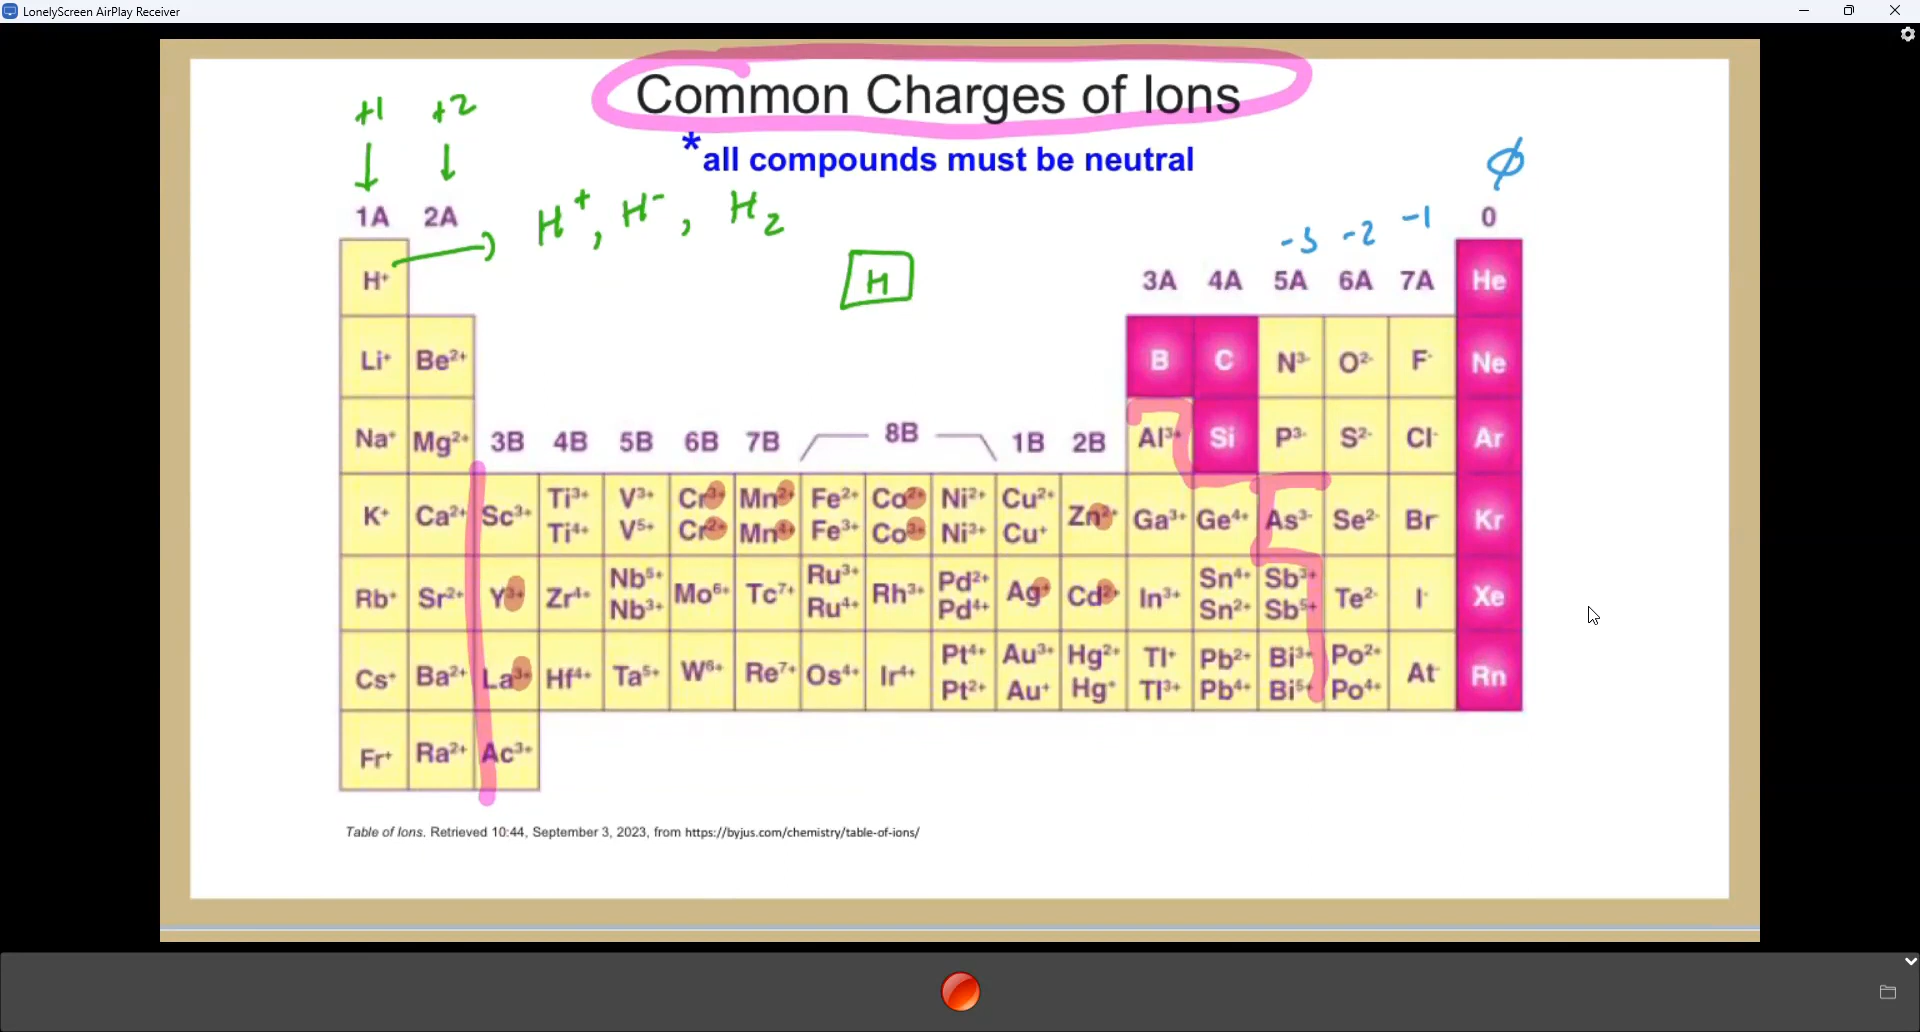 LonelyScreen AirPlay Receiver
Common Charges of Ions
*all compounds must be neutral
+1 +2
∅
1A 2A
H⁺, H⁻, H₂
-3 -2 -1
0
H⁺
H
3A 4A 5A 6A 7A
He
Li⁺ Be²⁺ B C N³⁻ O²⁻ F⁻ Ne
Na⁺ Mg²⁺ 3B 4B 5B 6B 7B 8B 1B 2B Al³⁺ Si P³⁻ S²⁻ Cl⁻ Ar
K⁺ Ca²⁺ Sc³⁺ Ti³⁺ Ti⁴⁺ V³⁺ V⁵⁺ Cr³⁺ Cr²⁺ Mn²⁺ Mn⁴⁺ Fe²⁺ Fe³⁺ Co²⁺ Co³⁺ Ni²⁺ Ni³⁺ Cu²⁺ Cu⁺ Zn²⁺ Ga³⁺ Ge⁴⁺ As³⁻ Se²⁻ Br⁻ Kr
Rb⁺ Sr²⁺ Y³⁺ Zr⁴⁺ Nb⁵⁺ Nb³⁺ Mo⁶⁺ Tc⁷⁺ Ru³⁺ Ru⁴⁺ Rh³⁺ Pd²⁺ Pd⁴⁺ Ag⁺ Cd²⁺ In³⁺ Sn⁴⁺ Sn²⁺ Sb³⁺ Sb⁵⁺ Te²⁻ I⁻ Xe
Cs⁺ Ba²⁺ La³⁺ Hf⁴⁺ Ta⁵⁺ W⁶⁺ Re⁷⁺ Os⁴⁺ Ir⁴⁺ Pt⁴⁺ Pt²⁺ Au³⁺ Au⁺ Hg²⁺ Hg⁺ Tl⁺ Tl³⁺ Pb²⁺ Pb⁴⁺ Bi³⁺ Bi⁵⁺ Po²⁺ Po⁴⁺ At⁻ Rn
Fr⁺ Ra²⁺ Ac³⁺
Table of Ions. Retrieved 10:44, September 3, 2023, from https://byjus.com/chemistry/table-of-ions/